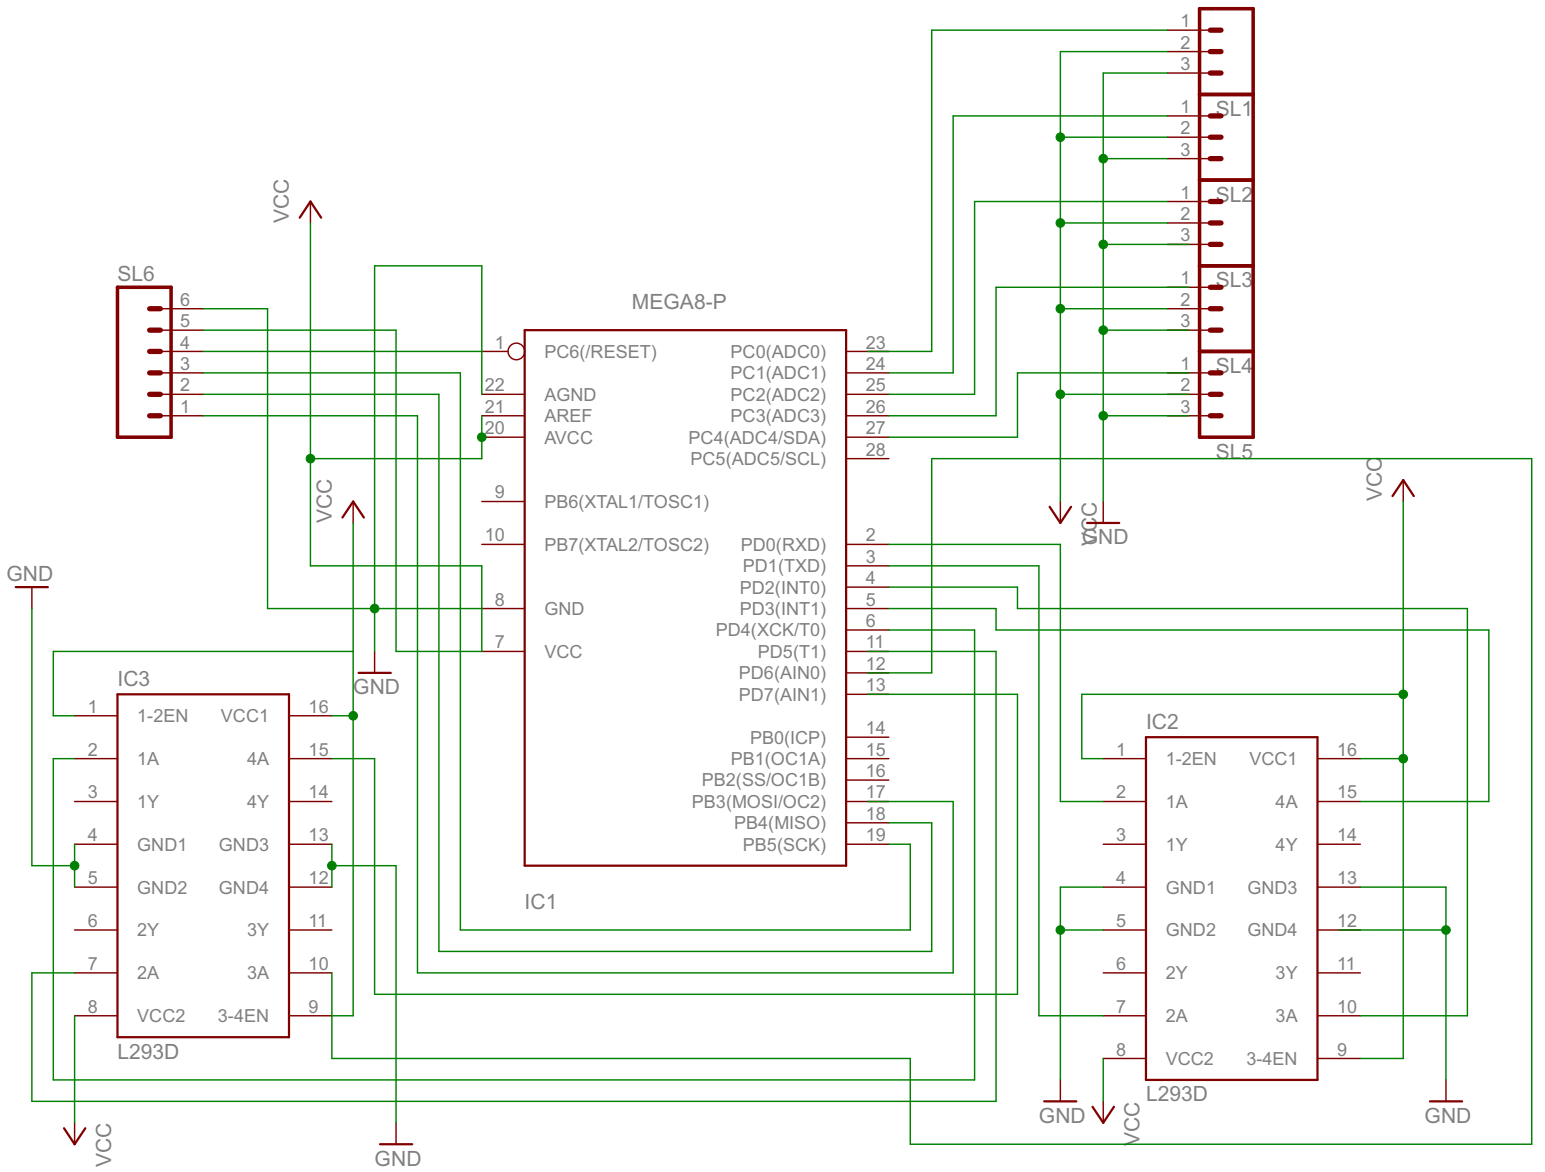 1
2
3
SL1
1
2
3
SL2
1
2
3
SL3
1
2
3
SL4
1
2
3
SL5
VCC
GND
VCC
SL6
6
5
4
3
2
1
MEGA8-P
1 PC6(/RESET) PC0(ADC0) 23
PC1(ADC1) 24
22 AGND PC2(ADC2) 25
21 AREF PC3(ADC3) 26
20 AVCC PC4(ADC4/SDA) 27
PC5(ADC5/SCL) 28
9 PB6(XTAL1/TOSC1)
10 PB7(XTAL2/TOSC2) PD0(RXD) 2
PD1(TXD) 3
PD2(INT0) 4
8 GND PD3(INT1) 5
PD4(XCK/T0) 6
7 VCC PD5(T1) 11
PD6(AIN0) 12
PD7(AIN1) 13
PB0(ICP) 14
PB1(OC1A) 15
PB2(SS/OC1B) 16
PB3(MOSI/OC2) 17
PB4(MISO) 18
PB5(SCK) 19
IC1
VCC
GND
GND
IC3
1 1-2EN VCC1 16
2 1A 4A 15
3 1Y 4Y 14
4 GND1 GND3 13
5 GND2 GND4 12
6 2Y 3Y 11
7 2A 3A 10
8 VCC2 3-4EN 9
L293D
VCC
GND
VCC
IC2
1 1-2EN VCC1 16
2 1A 4A 15
3 1Y 4Y 14
4 GND1 GND3 13
5 GND2 GND4 12
6 2Y 3Y 11
7 2A 3A 10
8 VCC2 3-4EN 9
L293D
GND
VCC
GND